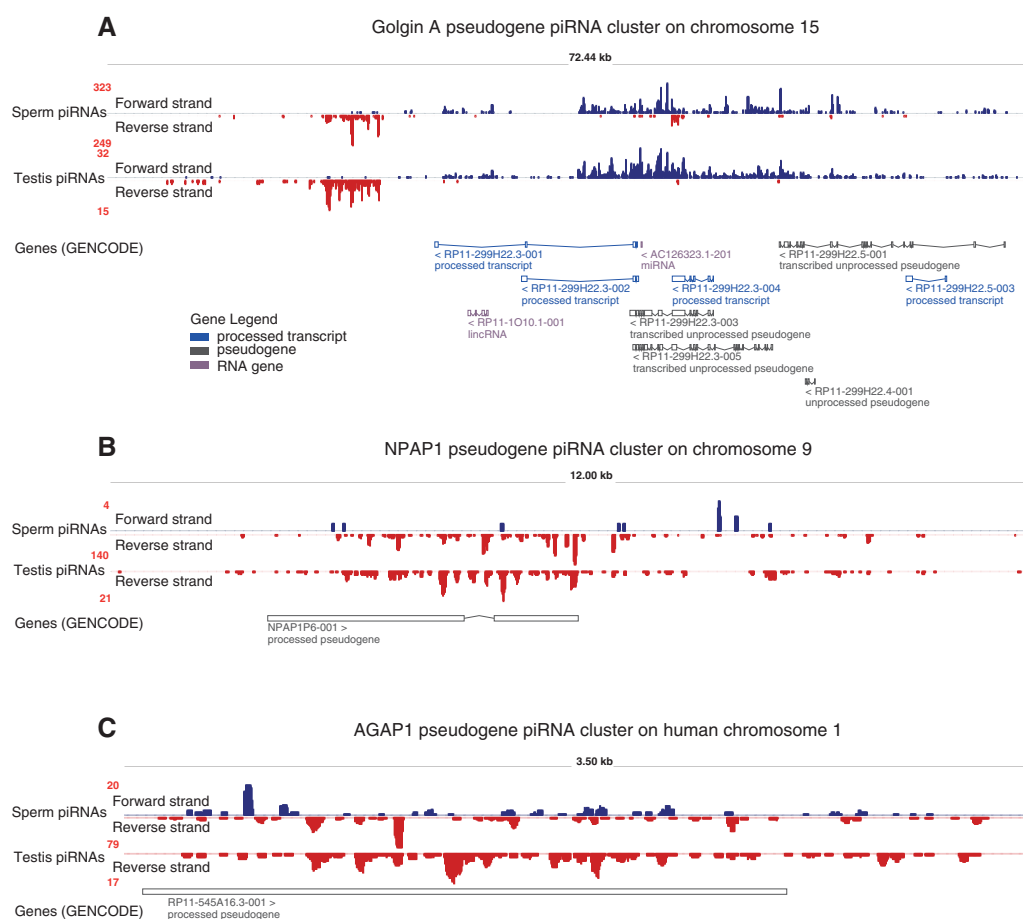 A
Golgin A pseudogene piRNA cluster on chromosome 15
72.44 kb
323
Forward strand
Sperm piRNAs
Reverse strand
249
32
Forward strand
Testis piRNAs
Reverse strand
15
Genes (GENCODE)
< RP11-299H22.3-001
processed transcript
< AC126323.1-201
miRNA
< RP11-299H22.5-001
transcribed unprocessed pseudogene
< RP11-299H22.3-002
processed transcript
< RP11-299H22.3-004
processed transcript
< RP11-299H22.5-003
processed transcript
< RP11-1O10.1-001
lincRNA
< RP11-299H22.3-003
transcribed unprocessed pseudogene
< RP11-299H22.3-005
transcribed unprocessed pseudogene
< RP11-299H22.4-001
unprocessed pseudogene
Gene Legend
processed transcript
pseudogene
RNA gene
B
NPAP1 pseudogene piRNA cluster on chromosome 9
12.00 kb
4
Forward strand
Sperm piRNAs
Reverse strand
140
Testis piRNAs
Reverse strand
21
Genes (GENCODE)
NPAP1P6-001 >
processed pseudogene
C
AGAP1 pseudogene piRNA cluster on human chromosome 1
3.50 kb
20
Forward strand
Sperm piRNAs
Reverse strand
79
Testis piRNAs
Reverse strand
17
Genes (GENCODE)
RP11-545A16.3-001 >
processed pseudogene